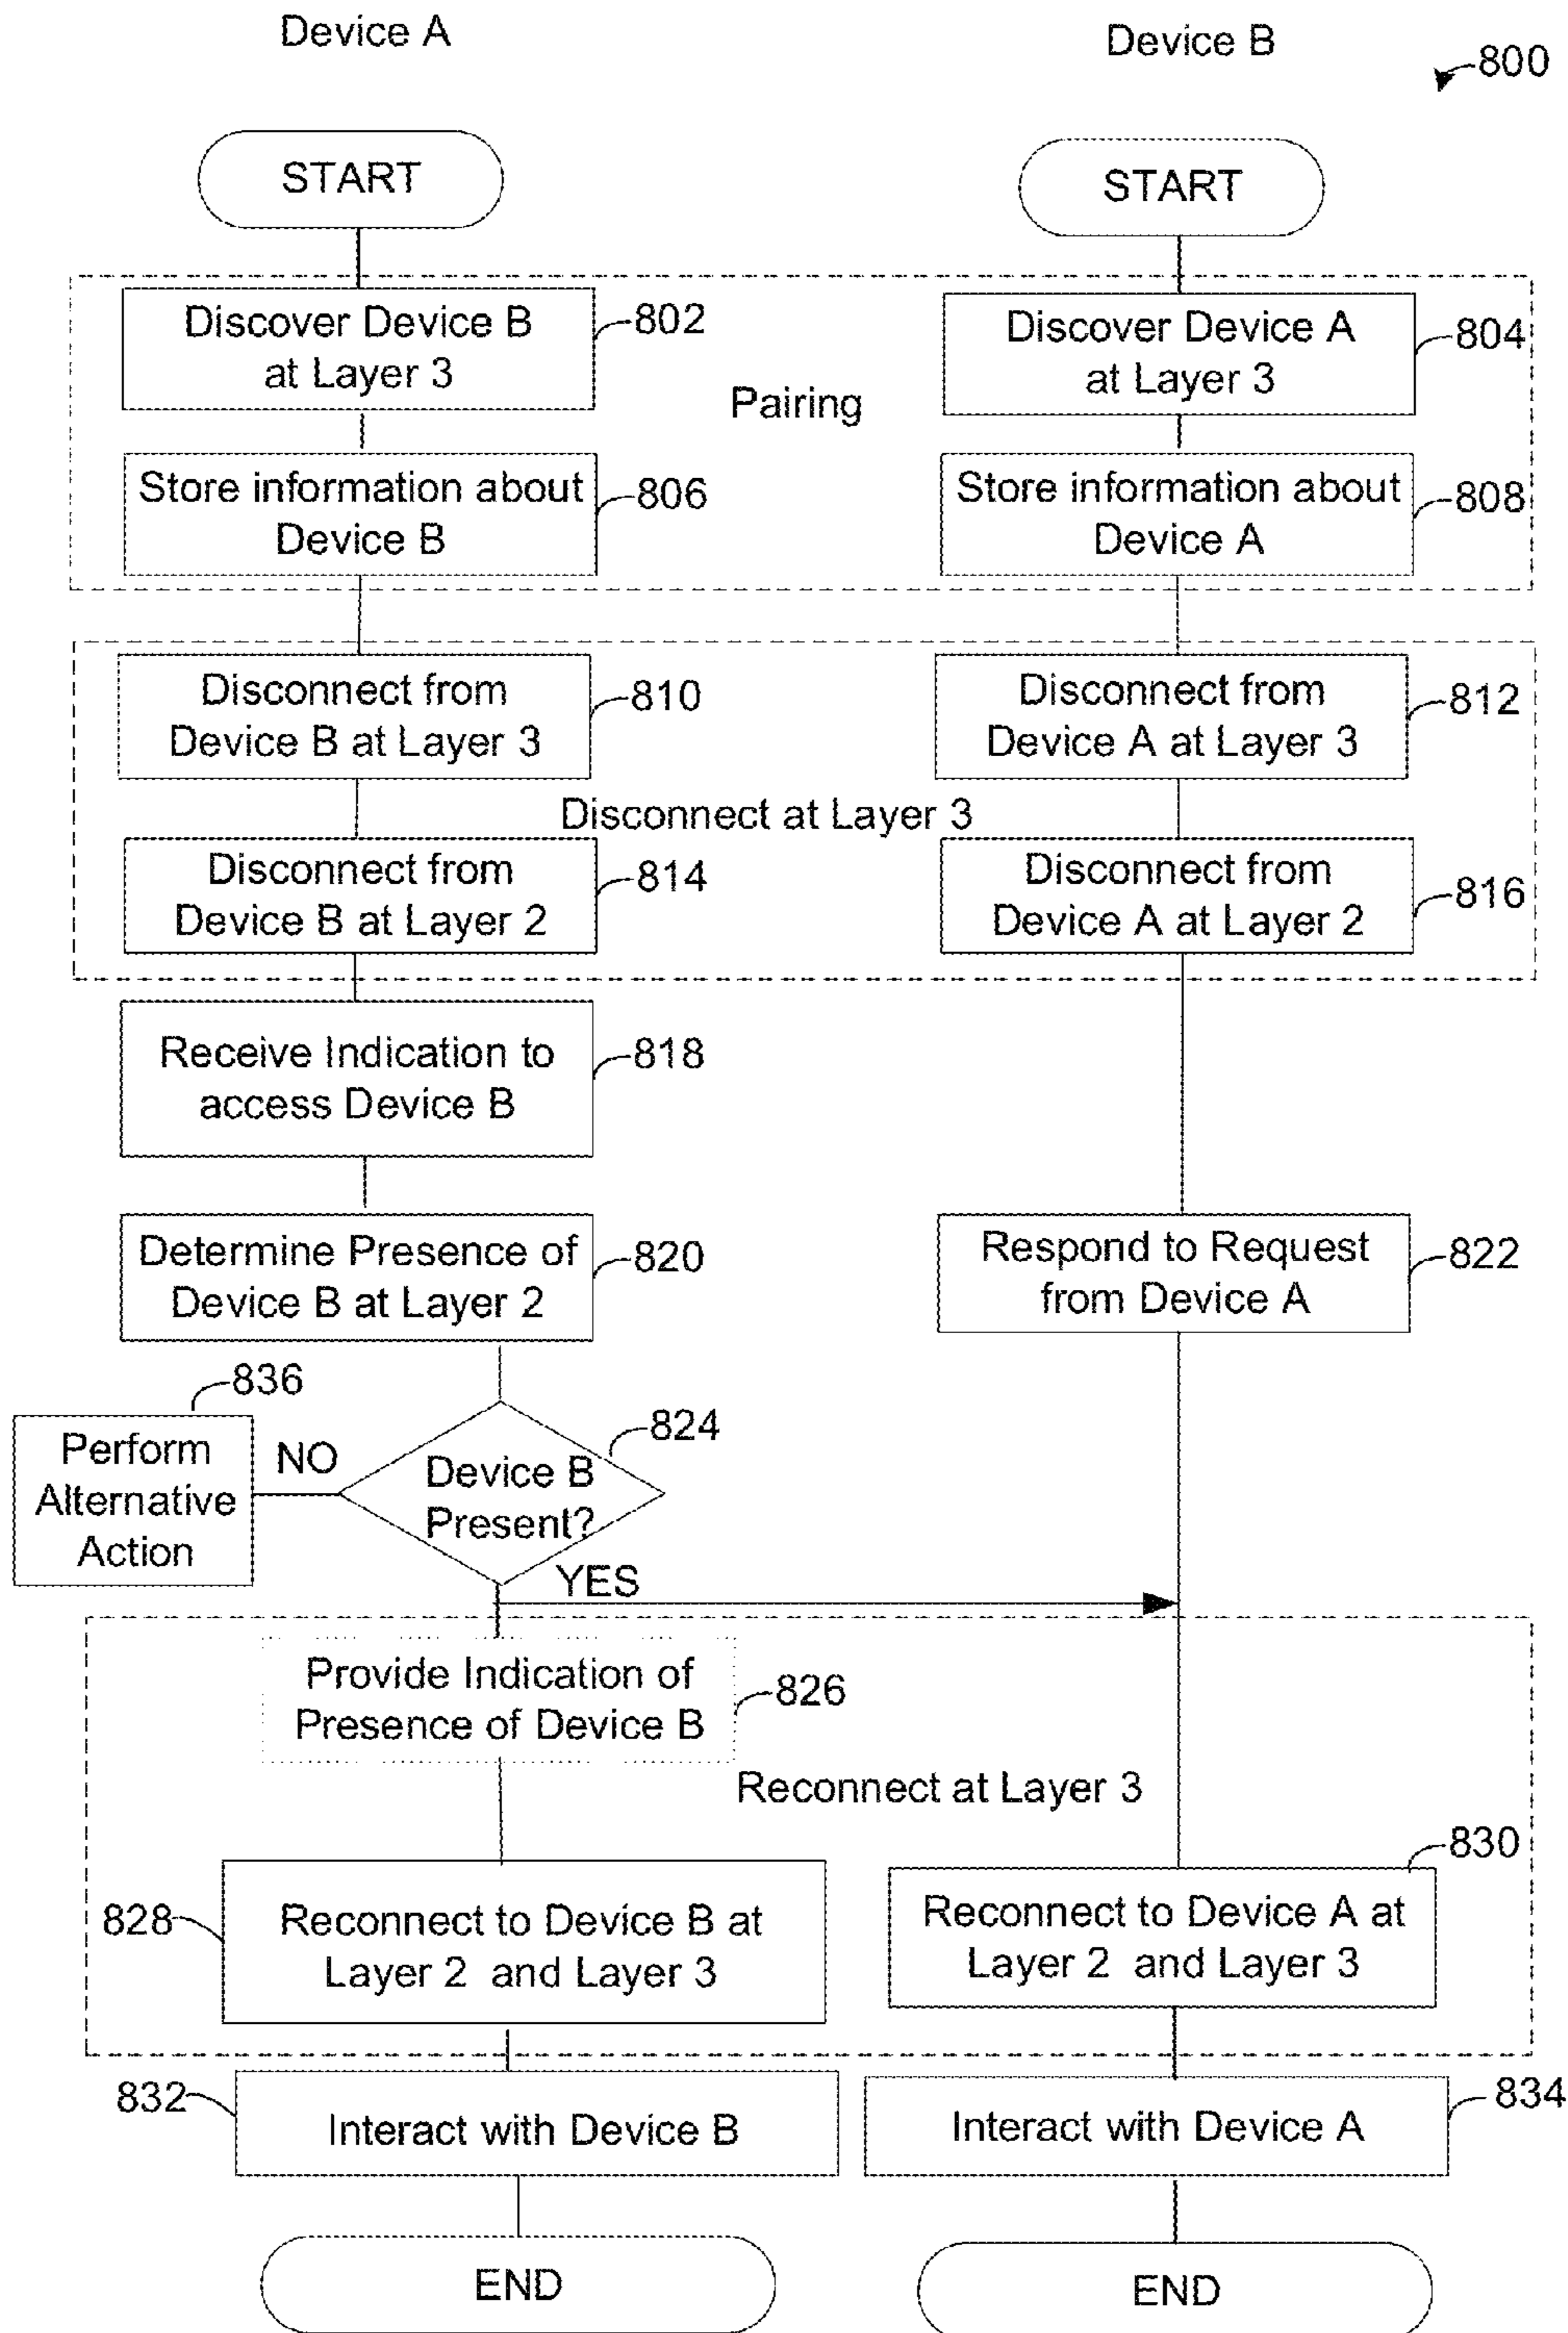 Device A
Device B
800
START
START
Discover Device B
at Layer 3
802
Discover Device A
at Layer 3
804
Pairing
Store information about
Device B
806
Store information about
Device A
808
Disconnect from
Device B at Layer 3
810
Disconnect from
Device A at Layer 3
812
Disconnect at Layer 3
Disconnect from
Device B at Layer 2
814
Disconnect from
Device A at Layer 2
816
Receive Indication to
access Device B
818
Determine Presence of
Device B at Layer 2
820
Respond to Request
from Device A
822
836
Perform
Alternative
Action
NO
Device B
Present?
824
YES
Provide Indication of
Presence of Device B
826
Reconnect at Layer 3
828
Reconnect to Device B at
Layer 2 and Layer 3
830
Reconnect to Device A at
Layer 2 and Layer 3
832
Interact with Device B
834
Interact with Device A
END
END